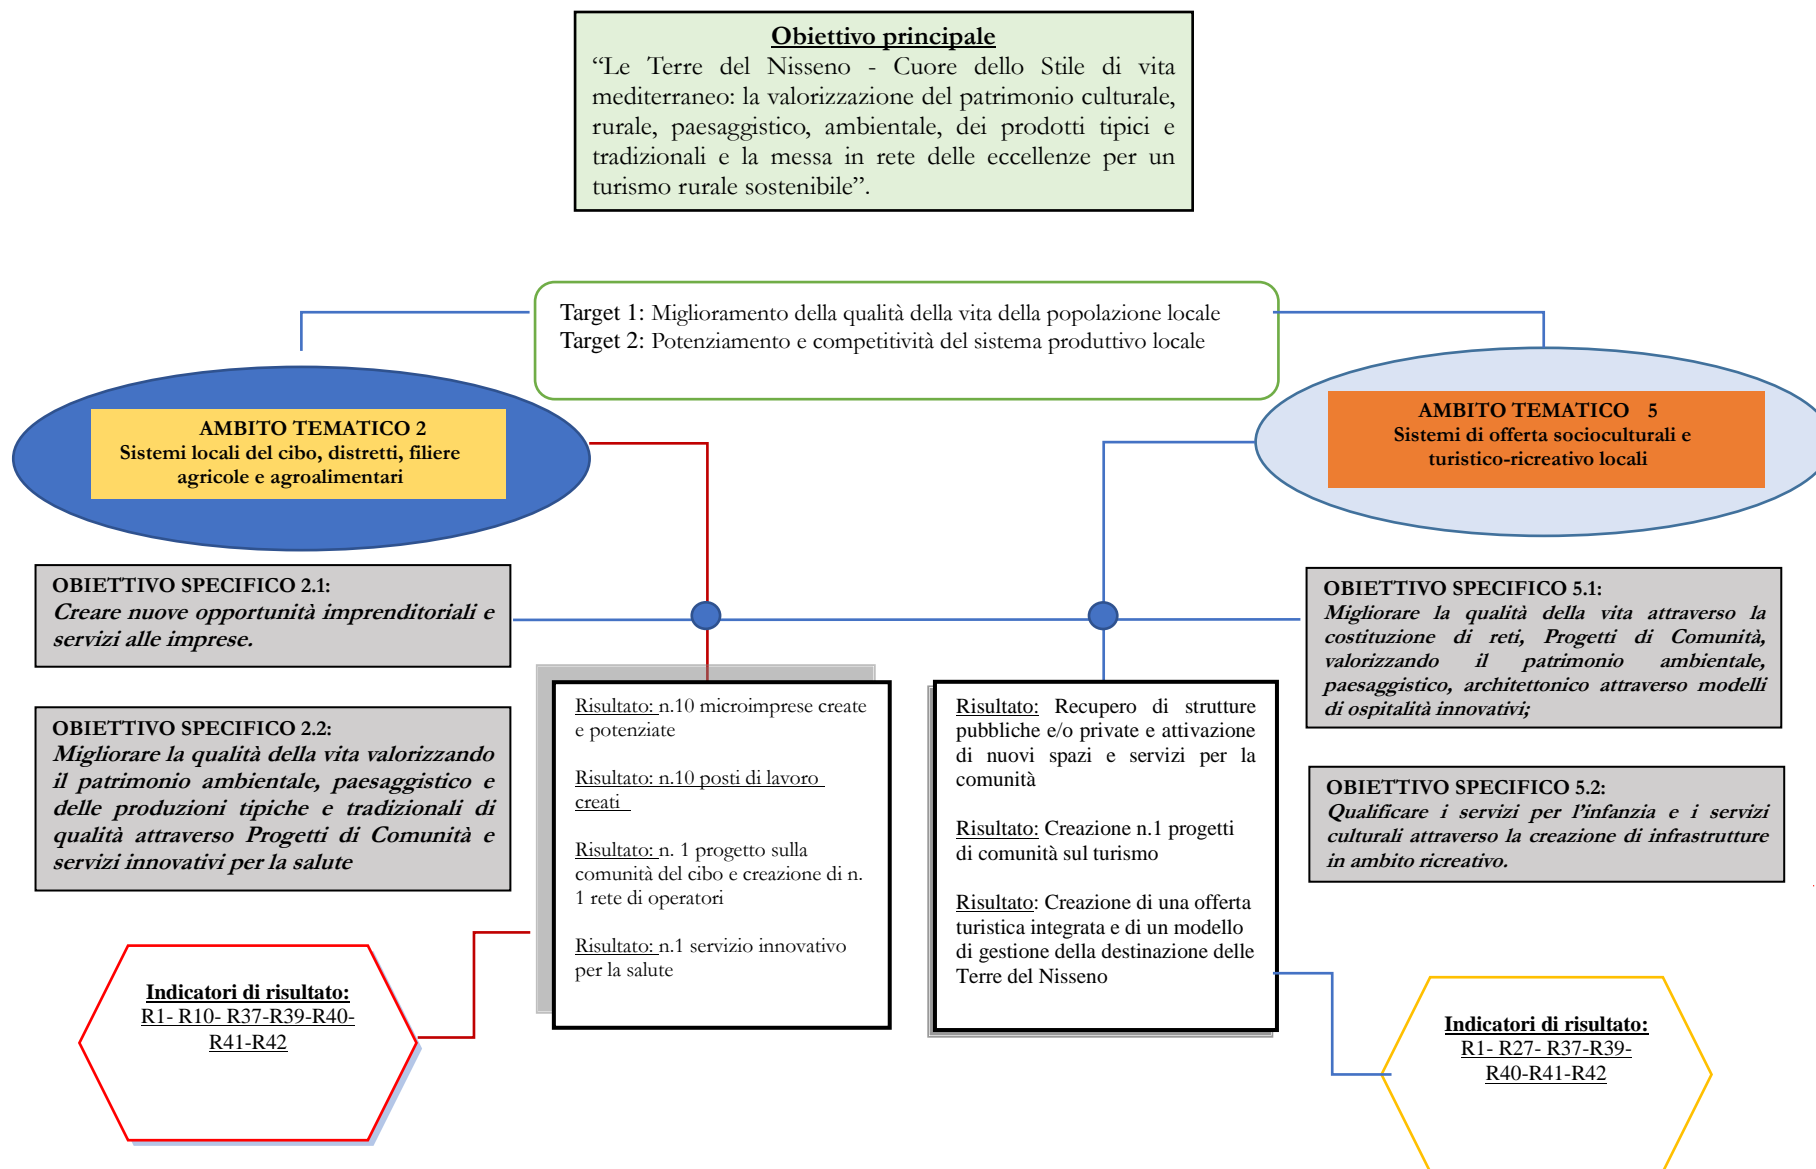 Obiettivo principale
“Le Terre del Nisseno - Cuore dello Stile di vita
mediterraneo: la valorizzazione del patrimonio culturale,
rurale, paesaggistico, ambientale, dei prodotti tipici e
tradizionali e la messa in rete delle eccellenze per un
turismo rurale sostenibile”.
Target 1: Miglioramento della qualità della vita della popolazione locale
Target 2: Potenziamento e competitività del sistema produttivo locale
AMBITO TEMATICO 2
Sistemi locali del cibo, distretti, filiere
agricole e agroalimentari
AMBITO TEMATICO 5
Sistemi di offerta socioculturali e
turistico-ricreativo locali
OBIETTIVO SPECIFICO 2.1:
Creare nuove opportunità imprenditoriali e
servizi alle imprese.
OBIETTIVO SPECIFICO 2.2:
Migliorare la qualità della vita valorizzando
il patrimonio ambientale, paesaggistico e
delle produzioni tipiche e tradizionali di
qualità attraverso Progetti di Comunità e
servizi innovativi per la salute
Risultato: n.10 microimprese create
e potenziate
Risultato: n.10 posti di lavoro
creati
Risultato: n. 1 progetto sulla
comunità del cibo e creazione di n.
1 rete di operatori
Risultato: n.1 servizio innovativo
per la salute
Risultato: Recupero di strutture
pubbliche e/o private e attivazione
di nuovi spazi e servizi per la
comunità
Risultato: Creazione n.1 progetti
di comunità sul turismo
Risultato: Creazione di una offerta
turistica integrata e di un modello
di gestione della destinazione delle
Terre del Nisseno
OBIETTIVO SPECIFICO 5.1:
Migliorare la qualità della vita attraverso la
costituzione di reti, Progetti di Comunità,
valorizzando il patrimonio ambientale,
paesaggistico, architettonico attraverso modelli
di ospitalità innovativi;
OBIETTIVO SPECIFICO 5.2:
Qualificare i servizi per l’infanzia e i servizi
culturali attraverso la creazione di infrastrutture
in ambito ricreativo.
Indicatori di risultato:
R1- R10- R37-R39-R40-
R41-R42
Indicatori di risultato:
R1- R27- R37-R39-
R40-R41-R42